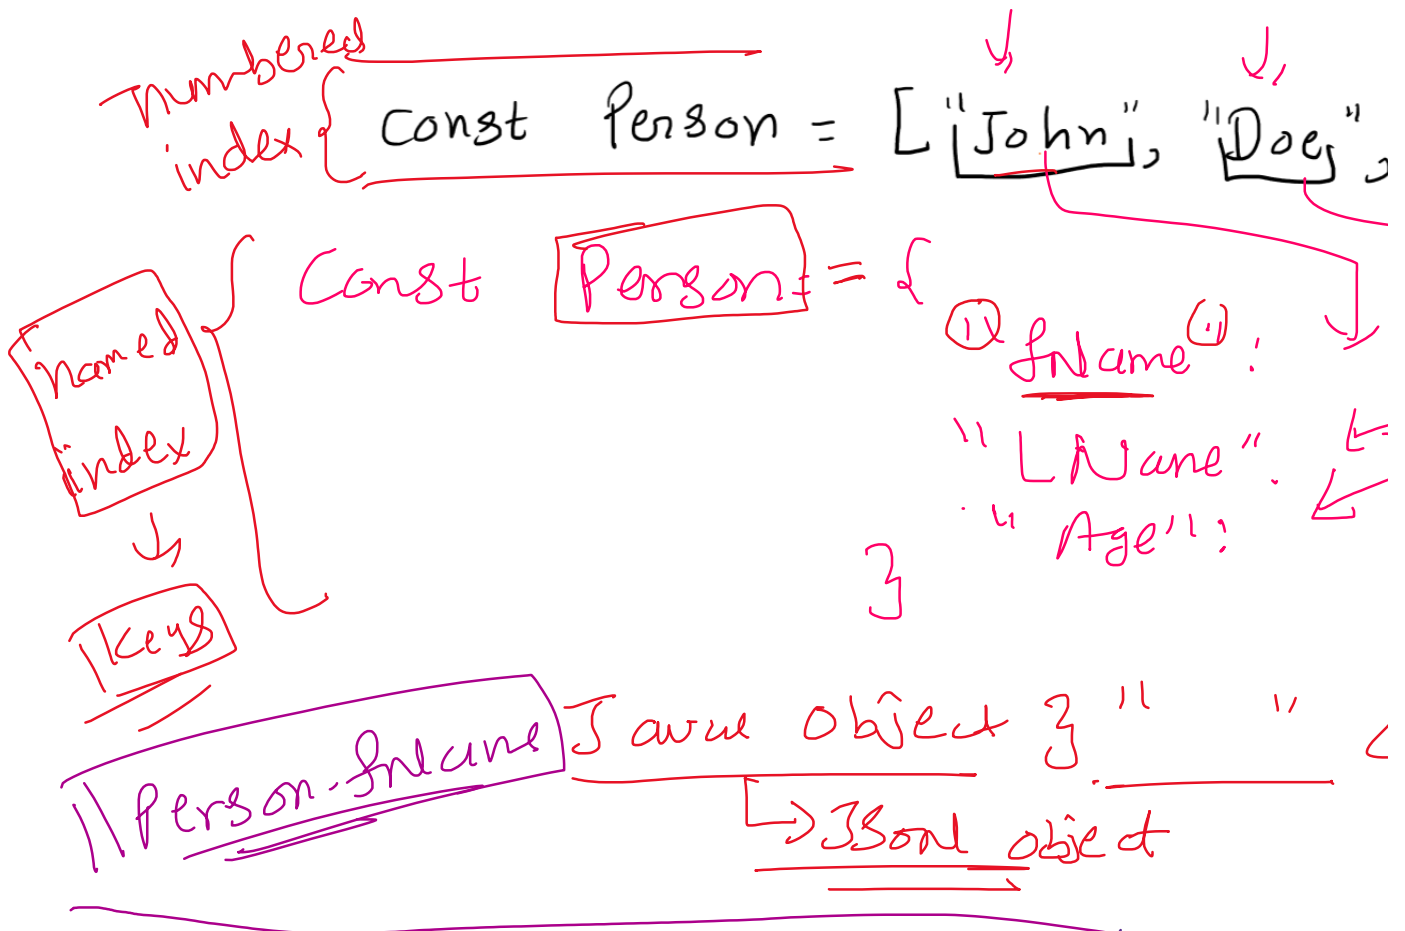 Numbered
index { Const Person = [ "John", "Doe",
Const Person = {
named
index
"fName" :
"LName" .
"Age" :
}
Keys
Person.fName
Java object } " "
JSon object